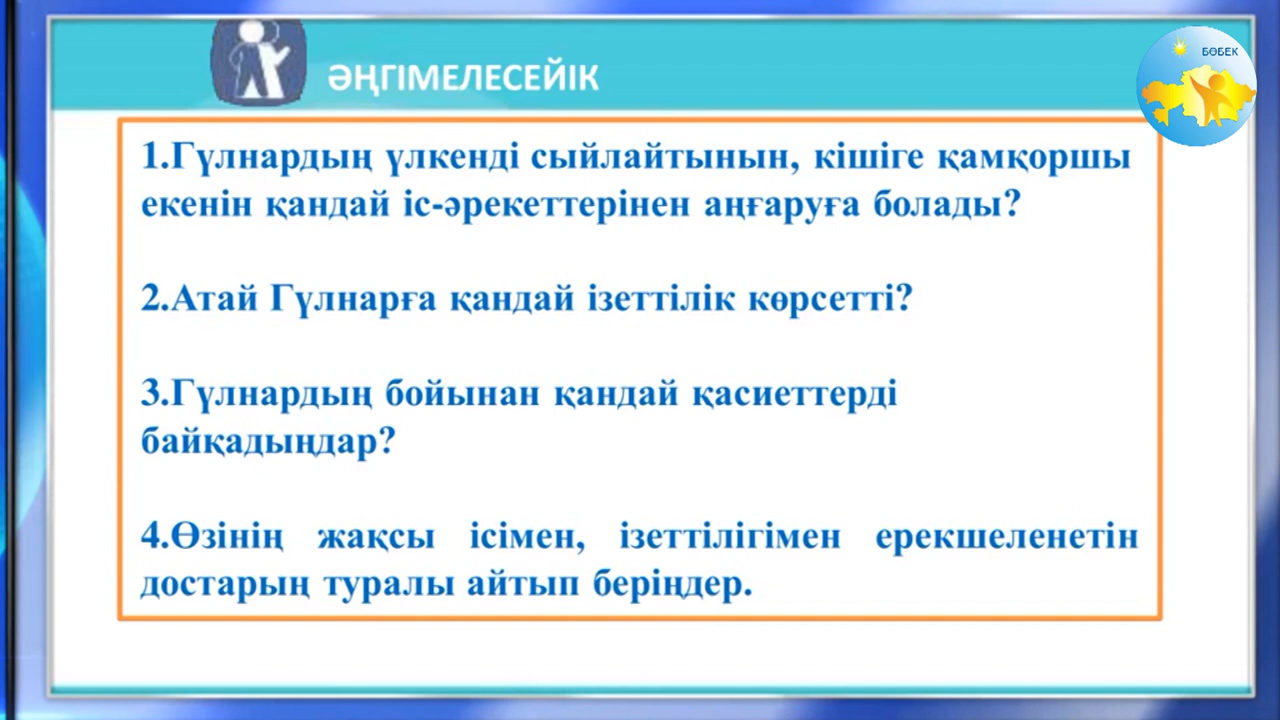 ӘҢГІМЕЛЕСЕЙІК
БӨБЕК
1.Гүлнардың үлкенді сыйлайтынын, кішіге қамқоршы
екенін қандай іс-әрекеттерінен аңғаруға болады?
2.Атай Гүлнарға қандай ізеттілік көрсетті?
3.Гүлнардың бойынан қандай қасиеттерді
байқадыңдар?
4.Өзінің жақсы ісімен, ізеттілігімен ерекшеленетін
достарың туралы айтып беріңдер.